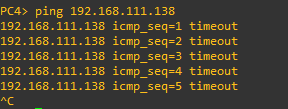 PC4> ping 192.168.111.138
192.168.111.138 icmp_seq=1 timeout
192.168.111.138 icmp_seq=2 timeout
192.168.111.138 icmp_seq=3 timeout
192.168.111.138 icmp_seq=4 timeout
192.168.111.138 icmp_seq=5 timeout
^C